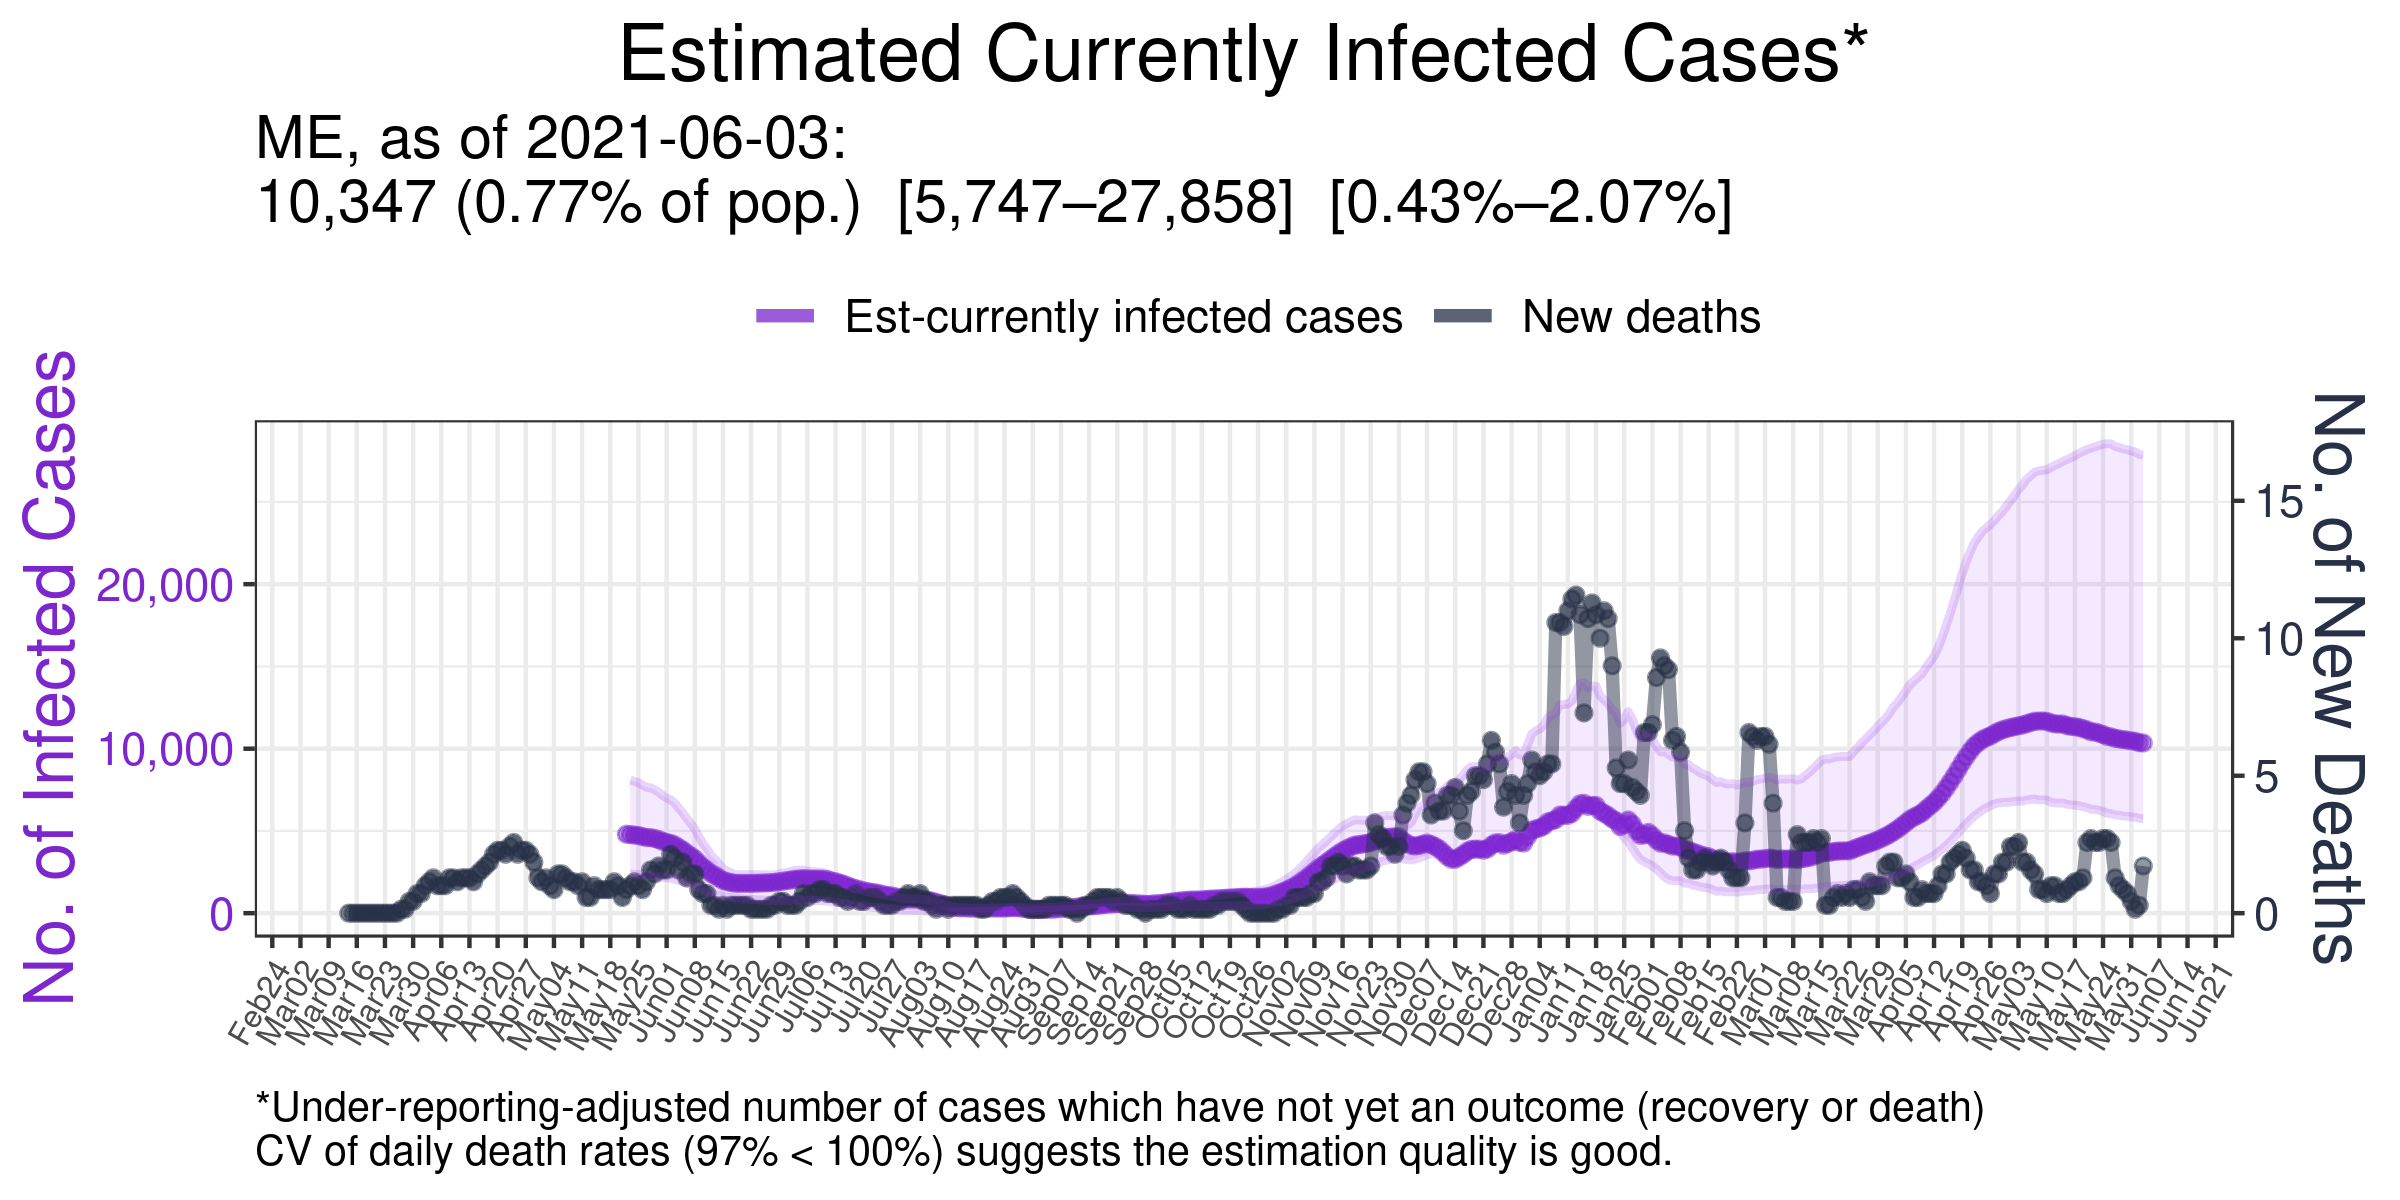 Estimated Currently Infected Cases*
ME, as of 2021-06-03:
10,347 (0.77% of pop.) [5,747–27,858] [0.43%–2.07%]
Est-currently infected cases New deaths
No. of Infected Cases
20,000
10,000
0
15
10
5
0
No. of New Deaths
Feb24 Mar02 Mar09 Mar16 Mar23 Mar30 Apr06 Apr13 Apr20 Apr27 May04 May11 May18 May25 Jun01 Jun08 Jun15 Jun22 Jun29 Jul06 Jul13 Jul20 Jul27 Aug03 Aug10 Aug17 Aug24 Aug31 Sep07 Sep14 Sep21 Sep28 Oct05 Oct12 Oct19 Oct26 Nov02 Nov09 Nov16 Nov23 Nov30 Dec07 Dec14 Dec21 Dec28 Jan04 Jan11 Jan18 Jan25 Feb01 Feb08 Feb15 Feb22 Mar01 Mar08 Mar15 Mar22 Mar29 Apr05 Apr12 Apr19 Apr26 May03 May10 May17 May24 May31 Jun07 Jun14 Jun21
*Under-reporting-adjusted number of cases which have not yet an outcome (recovery or death)
CV of daily death rates (97% < 100%) suggests the estimation quality is good.